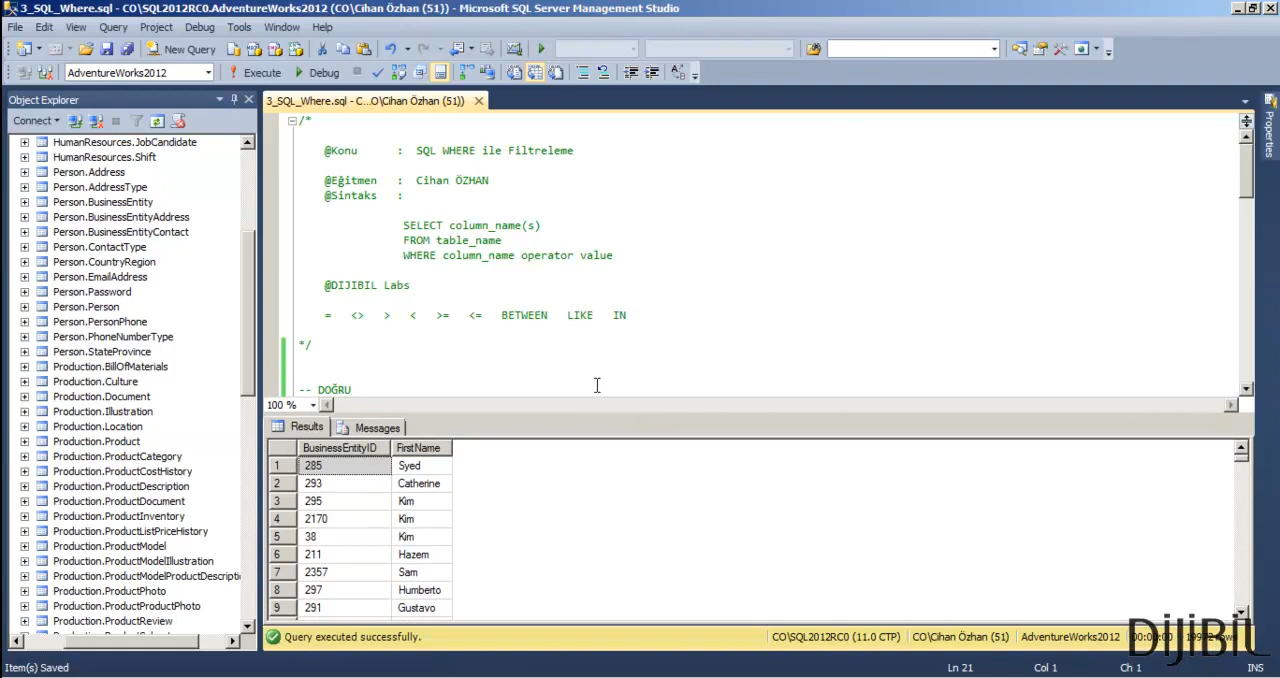 3_SQL_Where.sql - CO\SQL2012RC0.AdventureWorks2012 (CO\Cihan Özhan (51)) - Microsoft SQL Server Management Studio
File Edit View Query Project Debug Tools Window Help
New Query
AdventureWorks2012 Execute Debug
Object Explorer
Connect
HumanResources.JobCandidate
HumanResources.Shift
Person.Address
Person.AddressType
Person.BusinessEntity
Person.BusinessEntityAddress
Person.BusinessEntityContact
Person.ContactType
Person.CountryRegion
Person.EmailAddress
Person.Password
Person.Person
Person.PersonPhone
Person.PhoneNumberType
Person.StateProvince
Production.BillOfMaterials
Production.Culture
Production.Document
Production.Illustration
Production.Location
Production.Product
Production.ProductCategory
Production.ProductCostHistory
Production.ProductDescription
Production.ProductDocument
Production.ProductInventory
Production.ProductListPriceHistory
Production.ProductModel
Production.ProductModelIllustration
Production.ProductModelProductDescripti
Production.ProductPhoto
Production.ProductProductPhoto
Production.ProductReview
3_SQL_Where.sql - C...O\Cihan Özhan (51))
/*
@Konu : SQL WHERE ile Filtreleme
@Eğitmen : Cihan ÖZHAN
@Sintaks :
SELECT column_name(s)
FROM table_name
WHERE column_name operator value
@DIJIBIL Labs
= <> > < >= <= BETWEEN LIKE IN
*/
-- DOĞRU
100 %
Results Messages
BusinessEntityID FirstName
1 285 Syed
2 293 Catherine
3 295 Kim
4 2170 Kim
5 38 Kim
6 211 Hazem
7 2357 Sam
8 297 Humberto
9 291 Gustavo
Query executed successfully. CO\SQL2012RC0 (11.0 CTP) CO\Cihan Özhan (51) AdventureWorks2012 00:00:00 19972 rows
DijiBiL
Item(s) Saved Ln 21 Col 1 Ch 1 INS
Properties